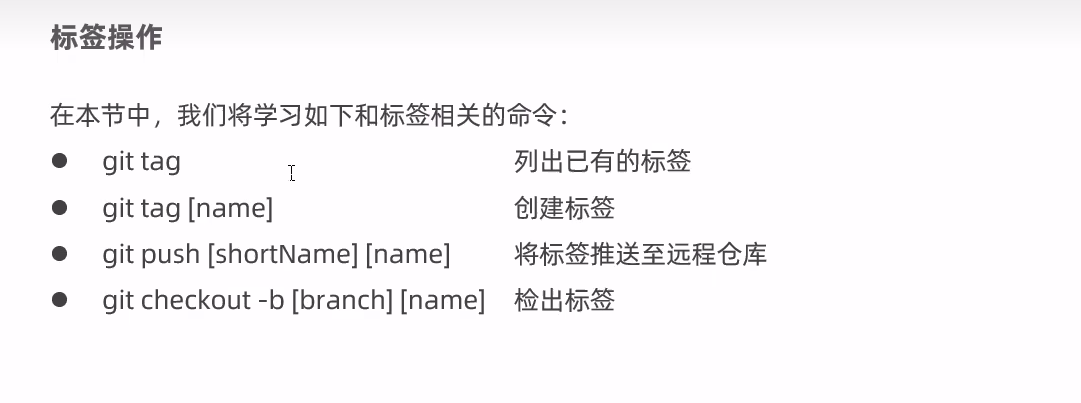 标签操作
在本节中，我们将学习如下和标签相关的命令：
● git tag 列出已有的标签
● git tag [name] 创建标签
● git push [shortName] [name] 将标签推送至远程仓库
● git checkout -b [branch] [name] 检出标签